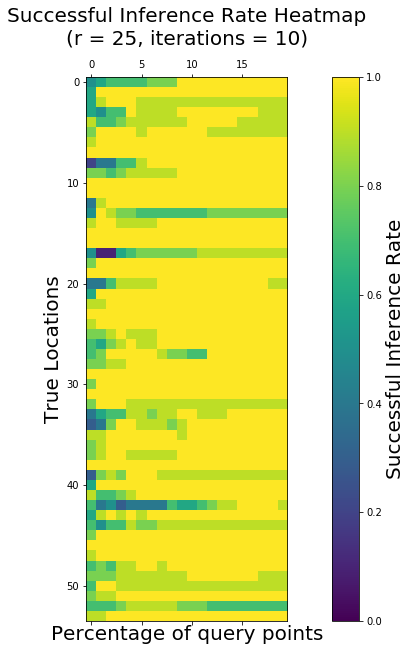 Successful Inference Rate Heatmap
(r = 25, iterations = 10)
0 5 10 15
0
10
20
30
40
50
True Locations
Percentage of query points
1.0
0.8
0.6
0.4
0.2
0.0
Successful Inference Rate